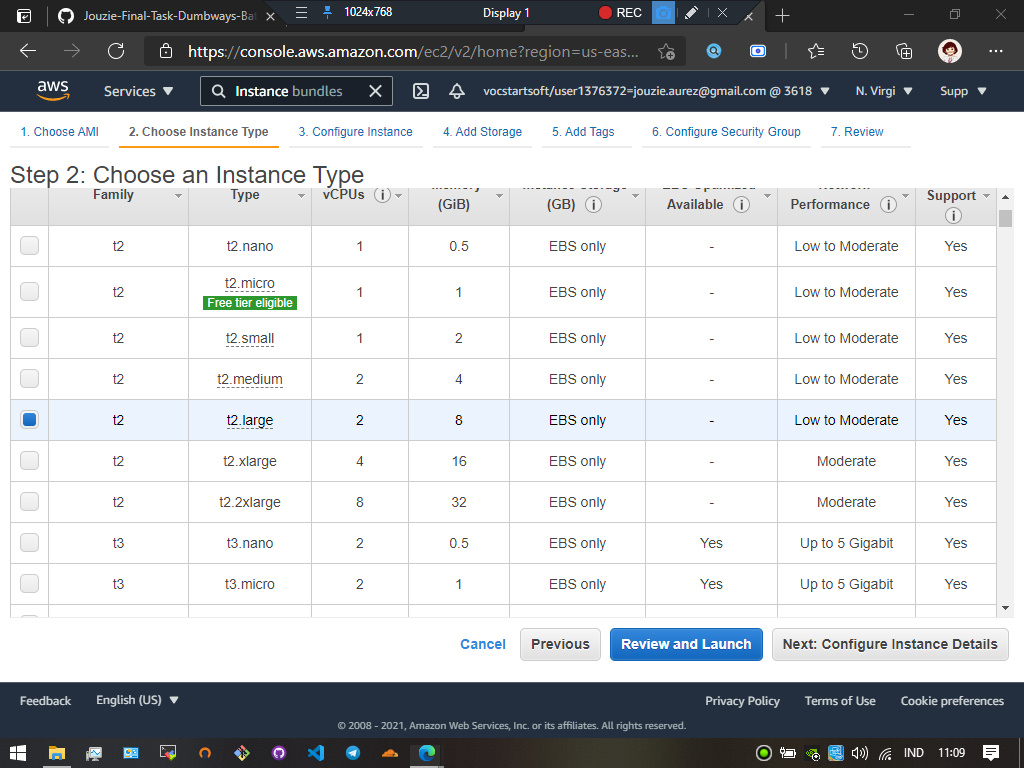 Jouzie-Final-Task-Dumbways-Ba
1024x768
Display 1
REC
https://console.aws.amazon.com/ec2/v2/home?region=us-eas...
aws
Services
Instance bundles
vocstartsoft/user1376372=jouzie.aurez@gmail.com @ 3618
N. Virgi
Supp
1. Choose AMI
2. Choose Instance Type
3. Configure Instance
4. Add Storage
5. Add Tags
6. Configure Security Group
7. Review
Step 2: Choose an Instance Type
Family Type vCPUs i Memory (GiB) Instance Storage (GB) i EBS-Optimized Available i Network Performance i Support i
t2 t2.nano 1 0.5 EBS only - Low to Moderate Yes
t2 t2.micro Free tier eligible 1 1 EBS only - Low to Moderate Yes
t2 t2.small 1 2 EBS only - Low to Moderate Yes
t2 t2.medium 2 4 EBS only - Low to Moderate Yes
t2 t2.large 2 8 EBS only - Low to Moderate Yes
t2 t2.xlarge 4 16 EBS only - Moderate Yes
t2 t2.2xlarge 8 32 EBS only - Moderate Yes
t3 t3.nano 2 0.5 EBS only Yes Up to 5 Gigabit Yes
t3 t3.micro 2 1 EBS only Yes Up to 5 Gigabit Yes
Cancel
Previous
Review and Launch
Next: Configure Instance Details
Feedback
English (US)
Privacy Policy
Terms of Use
Cookie preferences
© 2008 - 2021, Amazon Web Services, Inc. or its affiliates. All rights reserved.
IND
11:09